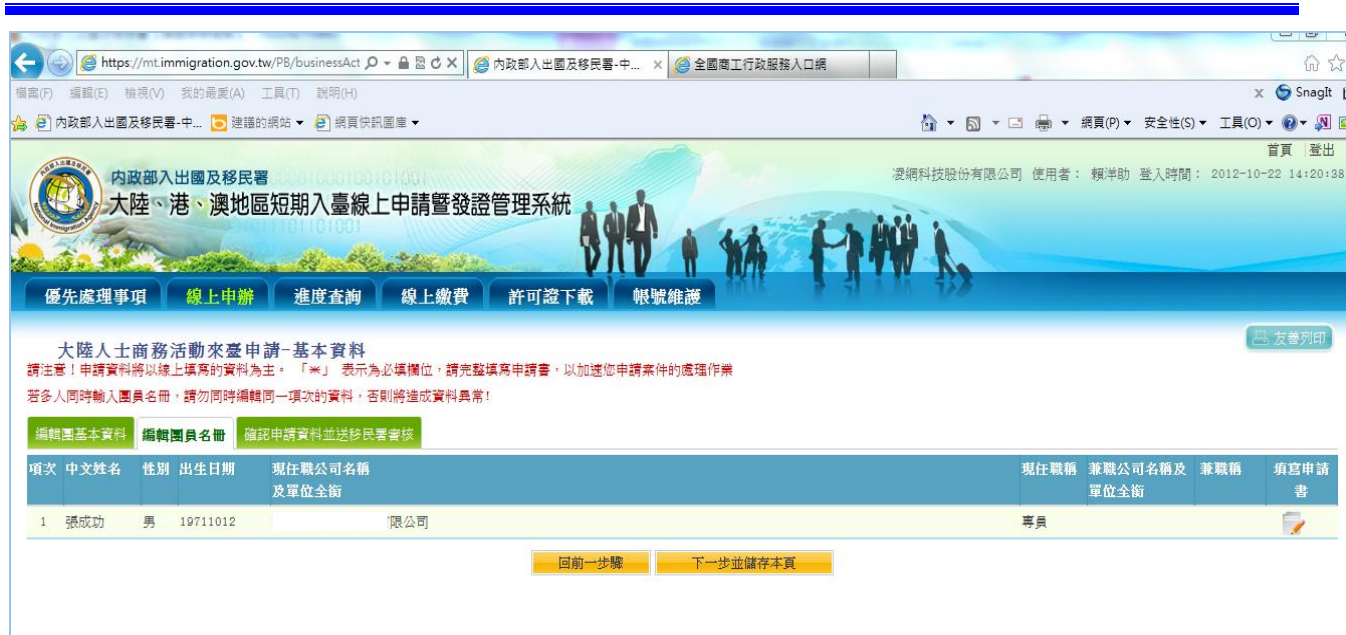 https://mt.immigration.gov.tw/PB/businessAct
內政部入出國及移民署-中...
全國商工行政服務入口網
檔案(F) 編輯(E) 檢視(V) 我的最愛(A) 工具(T) 說明(H)
SnagIt
內政部入出國及移民署-中... 建議的網站 網頁快訊圖庫
網頁(P) 安全性(S) 工具(O)
首頁 | 登出
內政部入出國及移民署
凌網科技股份有限公司 使用者: 賴洋助 登入時間: 2012-10-22 14:20:38
大陸、港、澳地區短期入臺線上申請暨發證管理系統
優先處理事項 線上申辦 進度查詢 線上繳費 許可證下載 帳號維護
友善列印
大陸人士商務活動來臺申請-基本資料
請注意!申請資料將以線上填寫的資料為主。 「*」 表示為必填欄位,請完整填寫申請書,以加速您申請案件的處理作業
若多人同時輸入團員名冊,請勿同時編輯同一項次的資料,否則將造成資料異常!
編輯團基本資料 編輯團員名冊 確認申請資料並送移民署審核
項次 中文姓名 性別 出生日期 現任職公司名稱 現任職稱 兼職公司名稱及 兼職稱 填寫申請
及單位全銜 單位全銜 書
1 張成功 男 19711012 限公司 專員
回前一步驟 下一步並儲存本頁